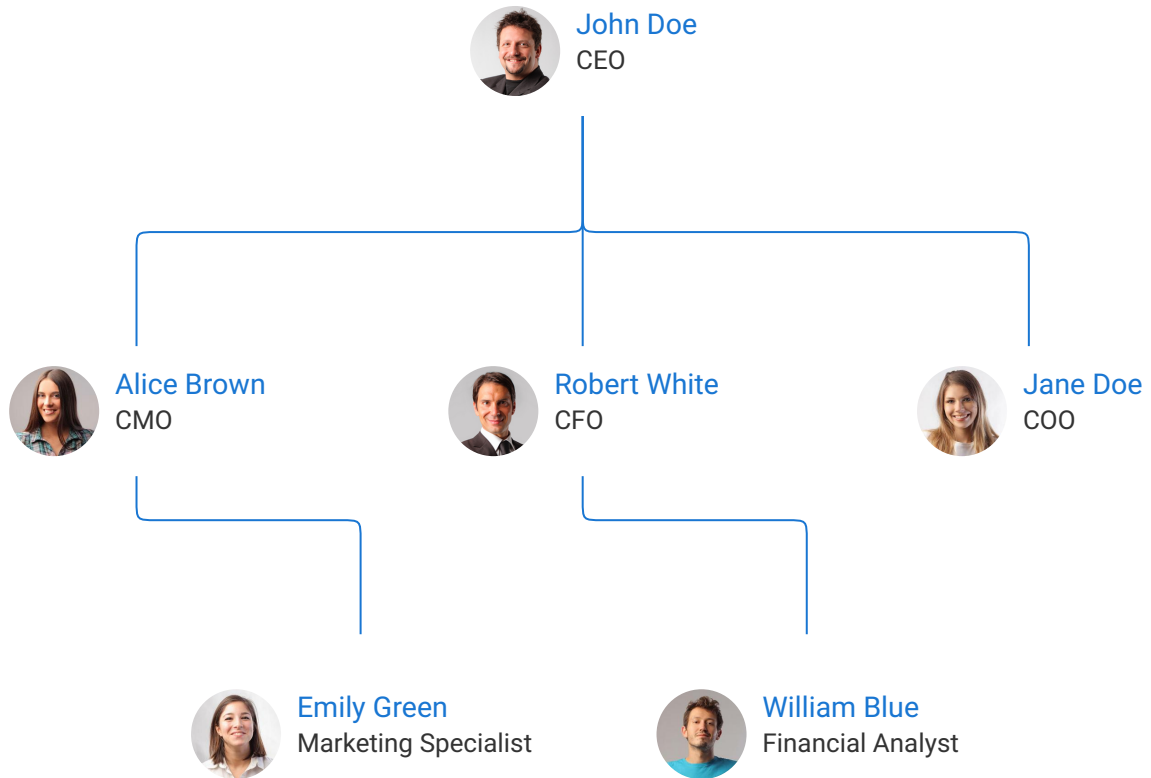 John Doe
CEO
Alice Brown
CMO
Robert White
CFO
Jane Doe
COO
Emily Green
Marketing Specialist
William Blue
Financial Analyst